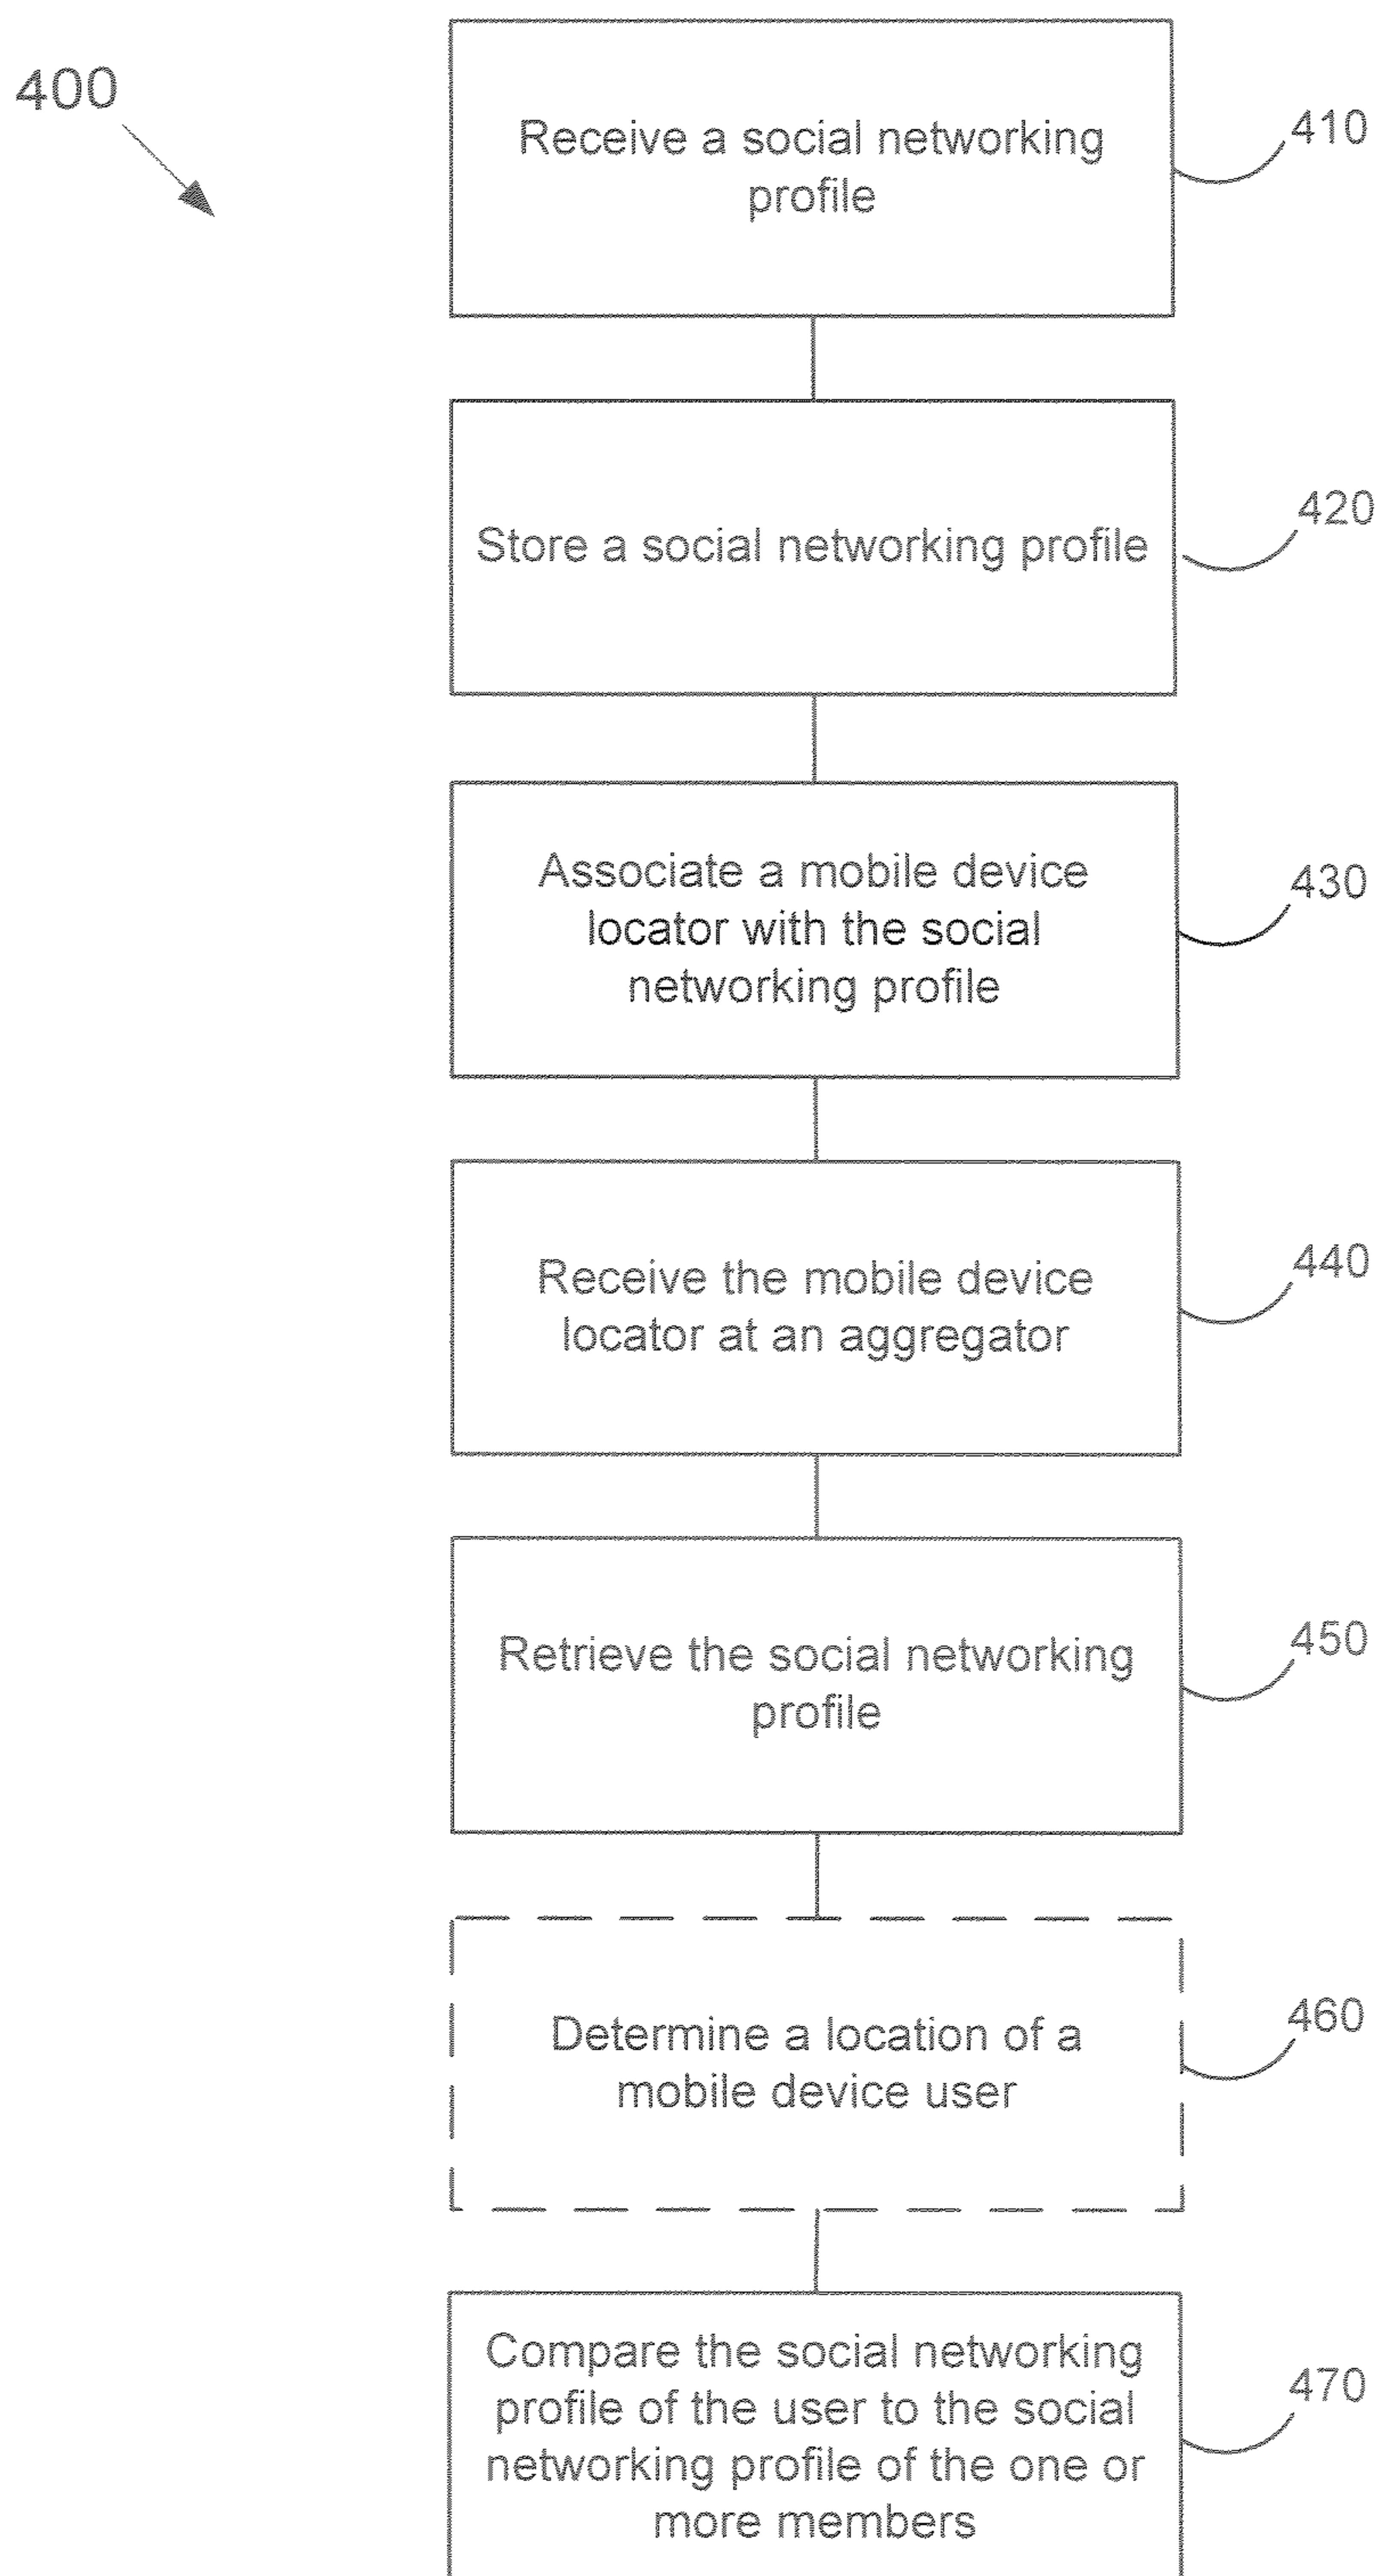 400
Receive a social networking
profile
410
Store a social networking profile
420
Associate a mobile device
locator with the social
networking profile
430
Receive the mobile device
locator at an aggregator
440
Retrieve the social networking
profile
450
Determine a location of a
mobile device user
460
Compare the social networking
profile of the user to the social
networking profile of the one or
more members
470